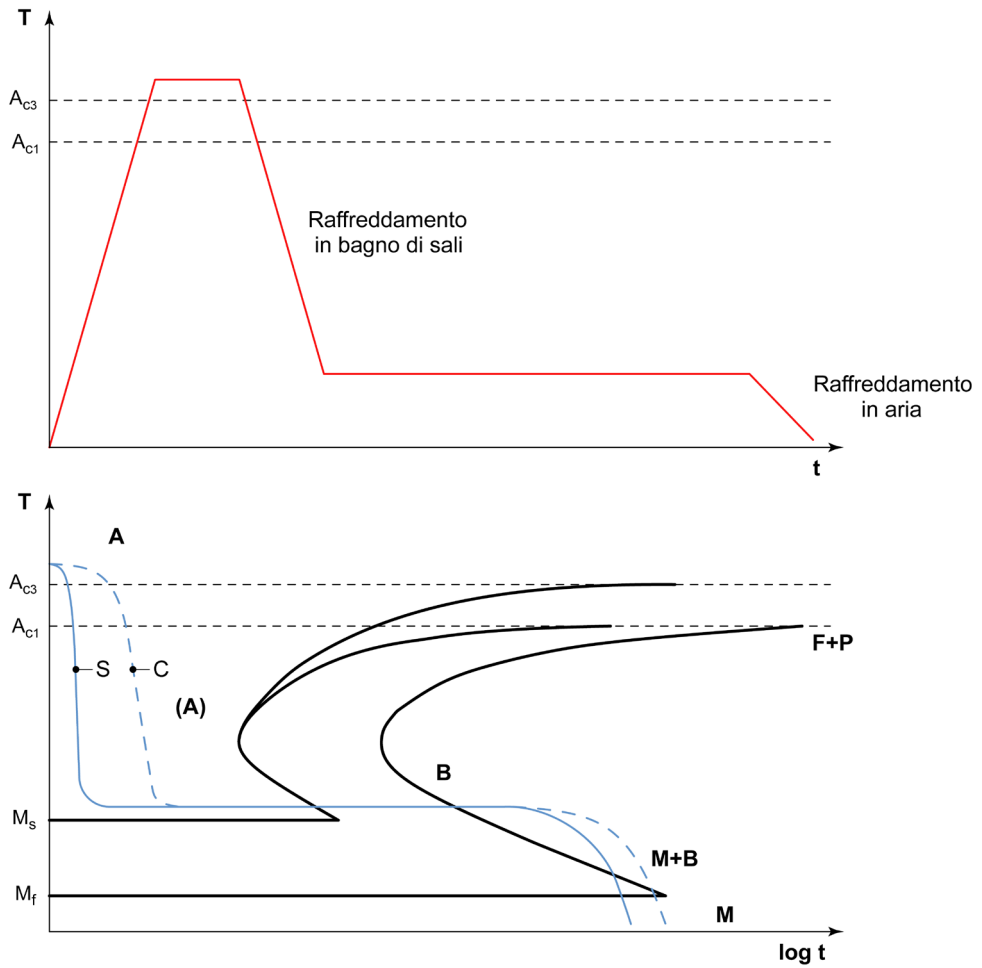 T
Ac3
Ac1
Raffreddamento
in bagno di sali
Raffreddamento
in aria
t
T
A
Ac3
Ac1
F+P
S
C
(A)
B
Ms
M+B
Mf
M
log t